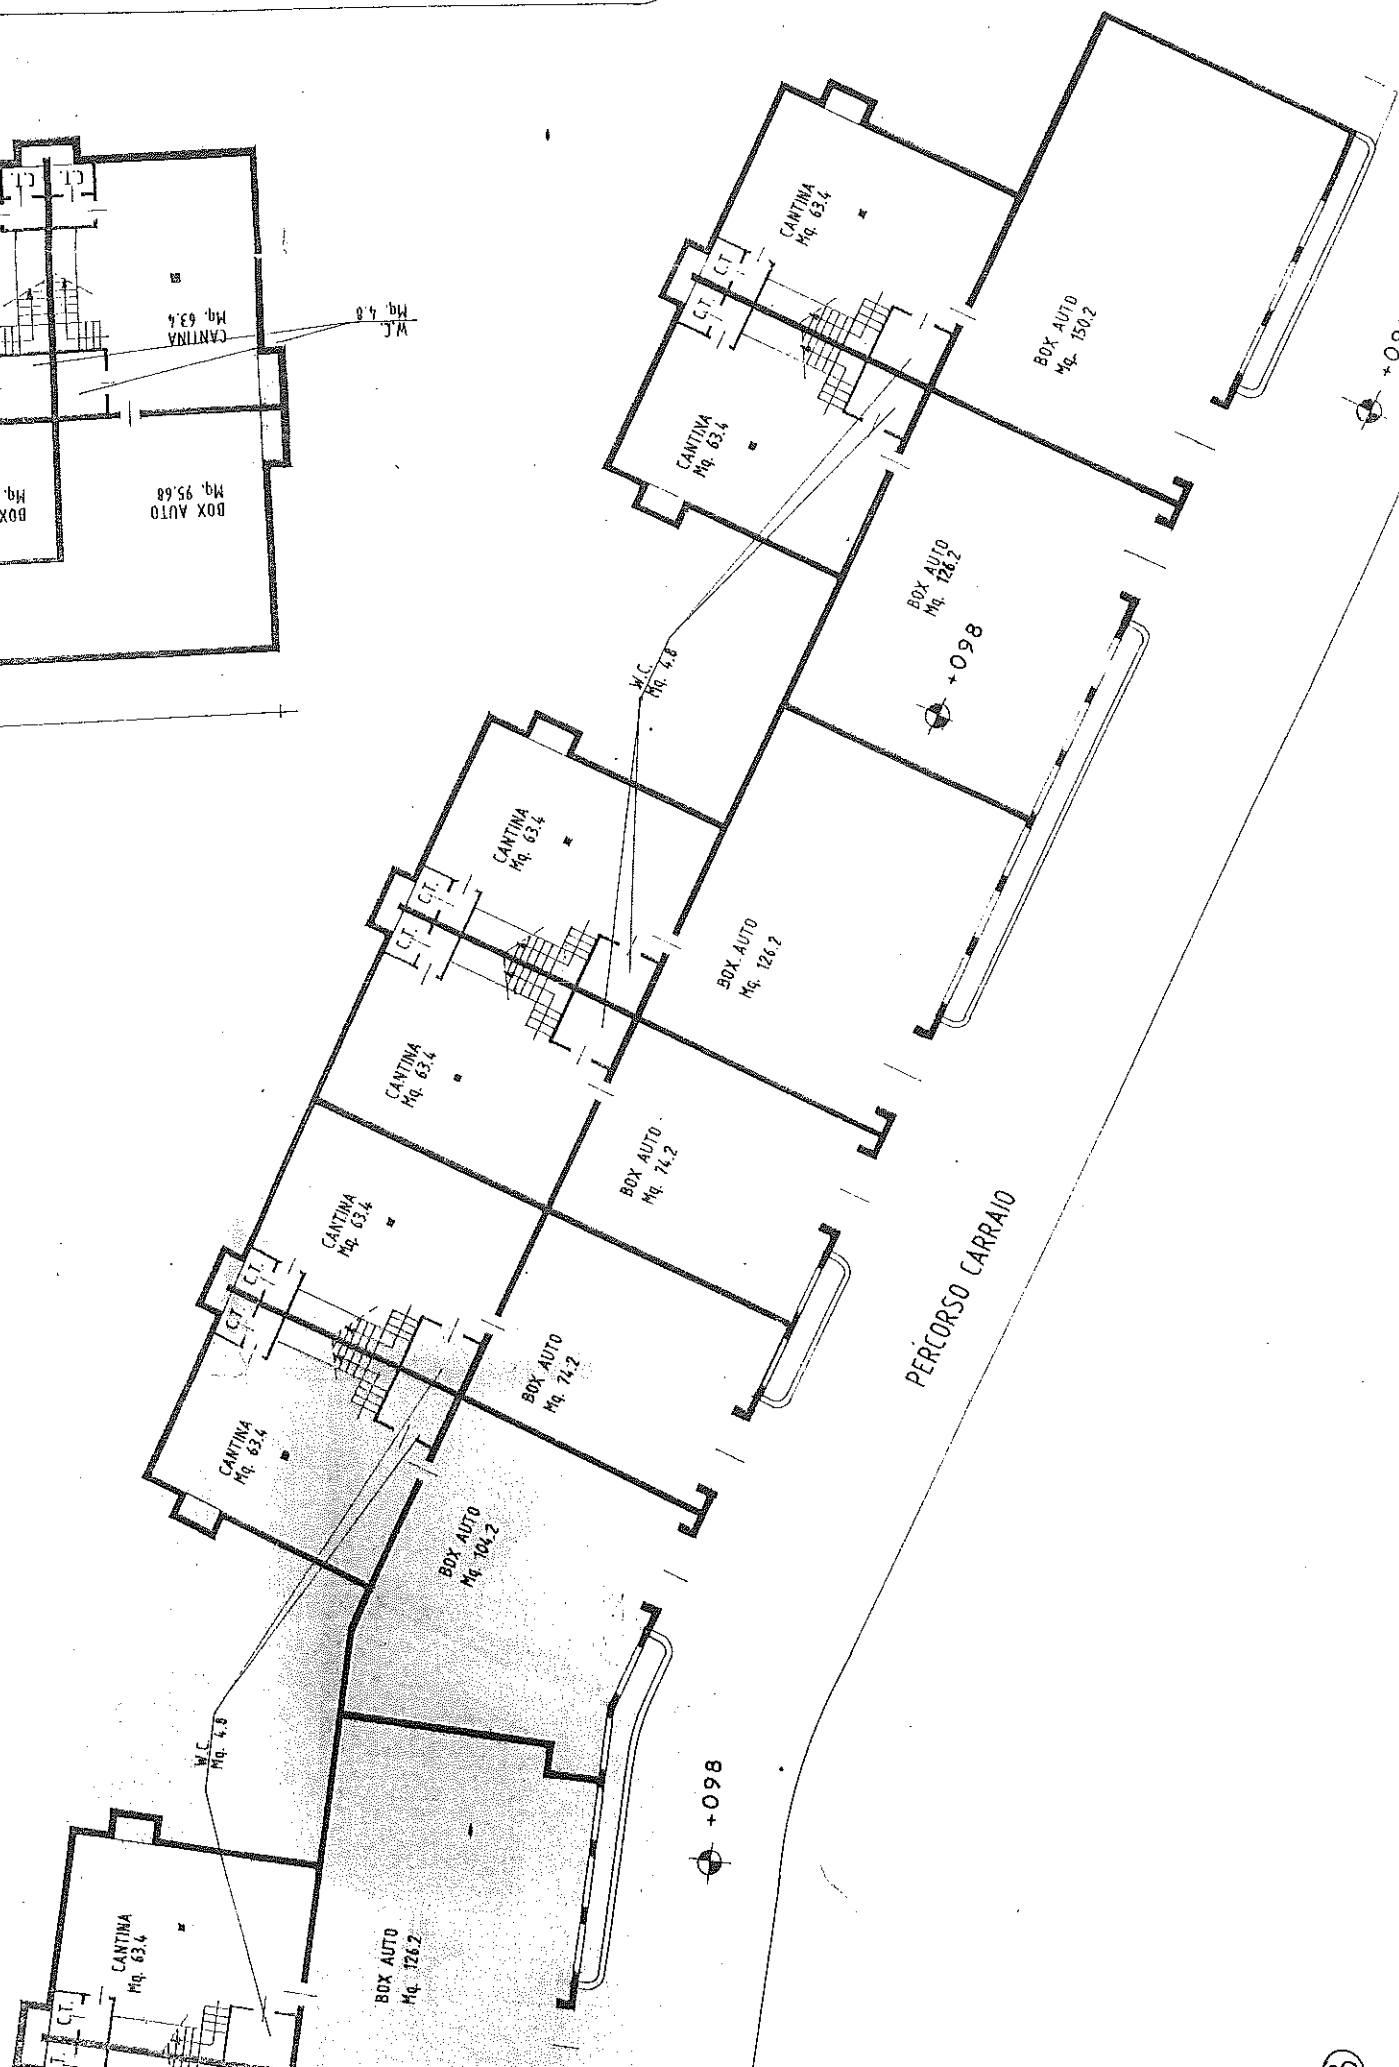 C.T.
C.T.
CANTINA
Mq. 63.4
W.C.
Mq. 4.8
BOX AUTO
Mq. 95.68
BOX
Mq.
CANTINA
Mq. 63.4
C.T
C.T.
CANTINA
Mq. 63.4
BOX AUTO
Mq. 150.2
BOX AUTO
Mq. 126.2
+098
W.C.
Mq. 4.8
CANTINA
Mq. 63.4
C.T.
C.T.
CANTINA
Mq. 63.4
BOX AUTO
Mq. 126.2
BOX AUTO
Mq. 74.2
CANTINA
Mq. 63.4
C.T.
C.T.
CANTINA
Mq. 63.4
BOX AUTO
Mq. 74.2
BOX AUTO
Mq. 104.2
PERCORSO CARRAIO
W.C.
Mq. 4.8
+098
CANTINA
Mq. 63.4
C.T.
BOX AUTO
Mq. 126.2